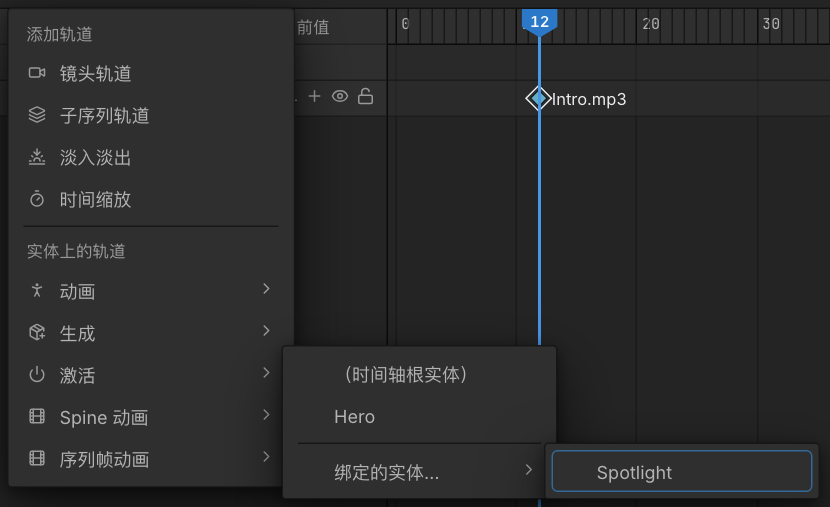 添加轨道
前值
0
12
20
30
镜头轨道
子序列轨道
Intro.mp3
淡入淡出
时间缩放
实体上的轨道
动画
生成
激活
（时间轴根实体）
Spine 动画
Hero
序列帧动画
绑定的实体...
Spotlight